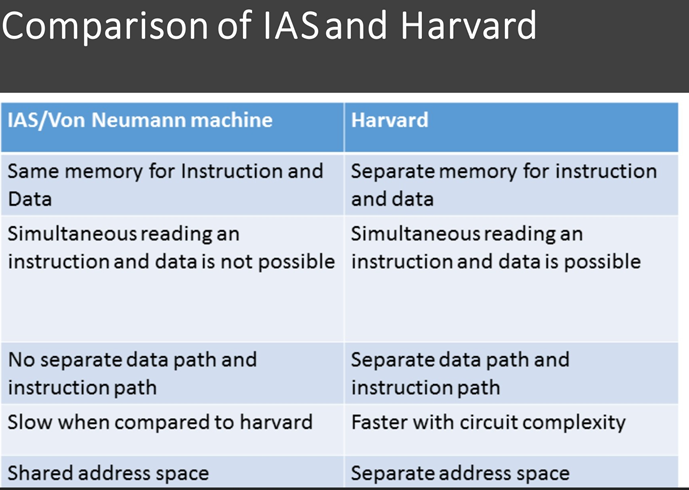 Comparison of IAS and Harvard
IAS/Von Neumann machine
Harvard
Same memory for Instruction and
Data
Separate memory for instruction
and data
Simultaneous reading an
instruction and data is not possible
Simultaneous reading an
instruction and data is possible
No separate data path and
instruction path
Separate data path and
instruction path
Slow when compared to harvard
Faster with circuit complexity
Shared address space
Separate address space